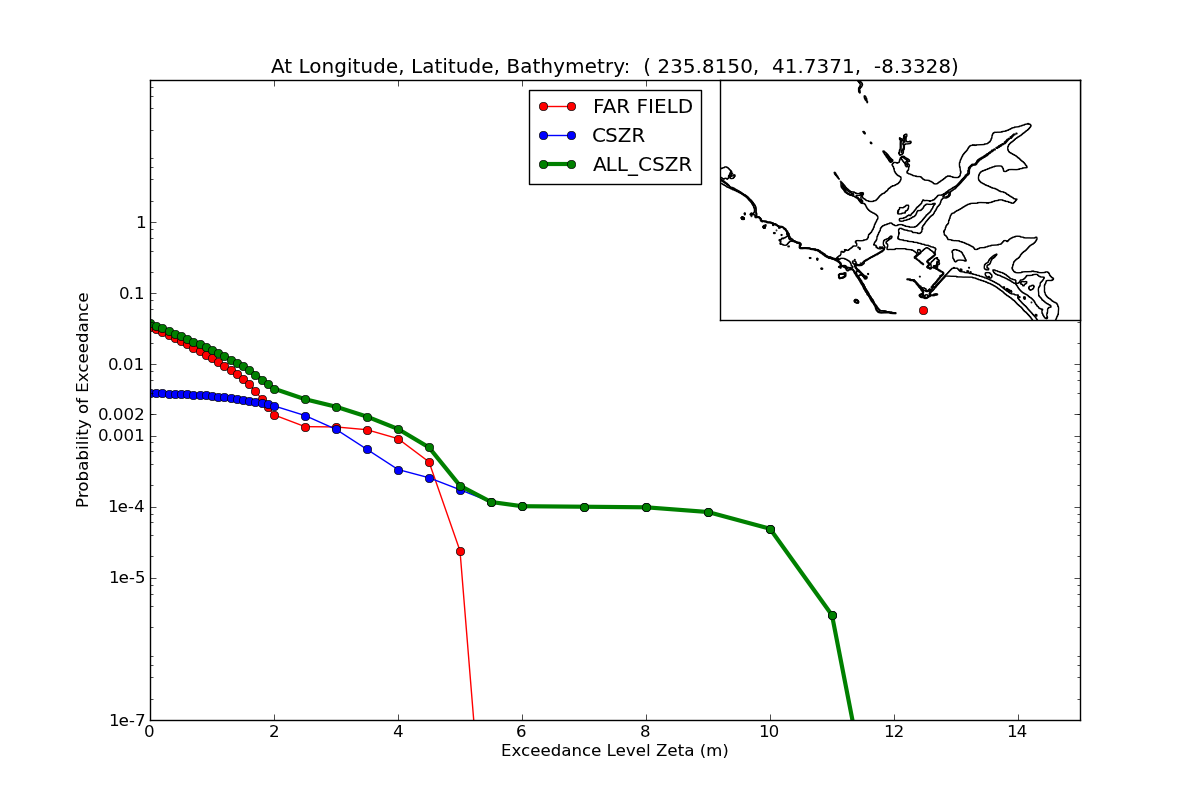 At Longitude, Latitude, Bathymetry: ( 235.8150, 41.7371, -8.3328)
FAR FIELD
CSZR
ALL_CSZR
Probability of Exceedance
1
0.1
0.01
0.002
0.001
1e-4
1e-5
1e-7
0 2 4 6 8 10 12 14
Exceedance Level Zeta (m)